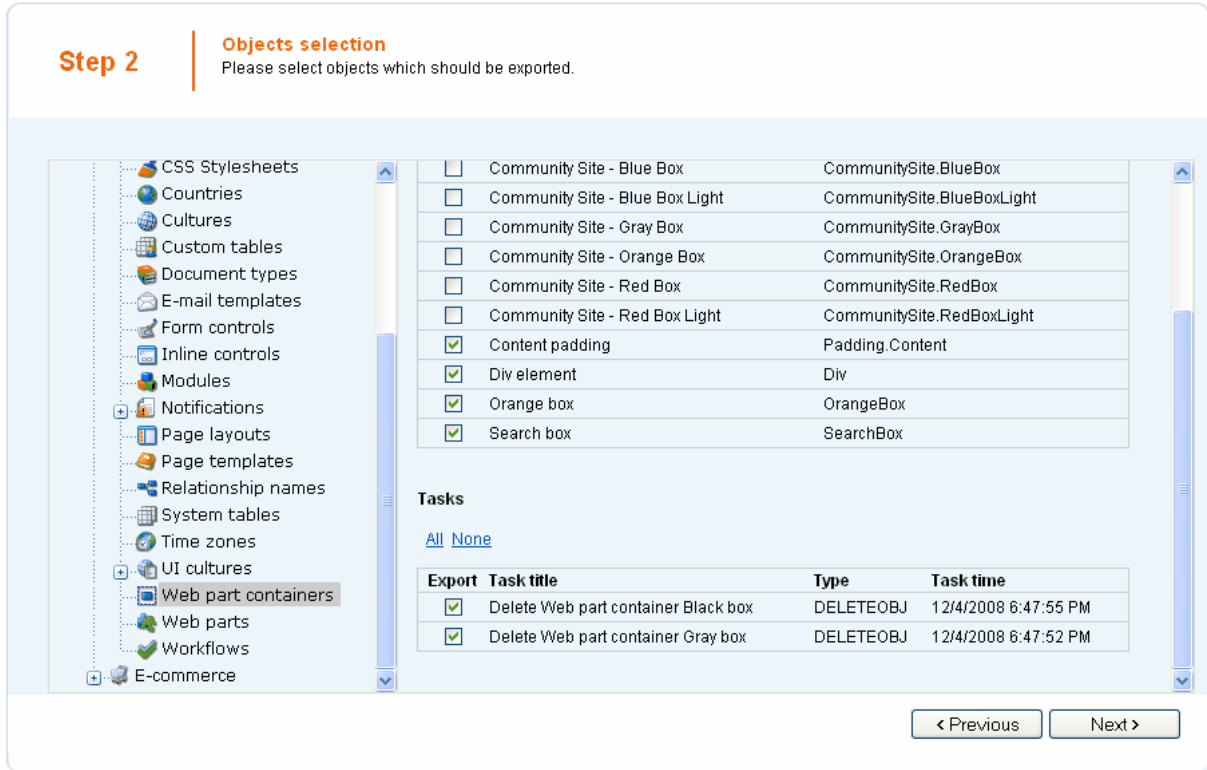 Step 2
Objects selection
Please select objects which should be exported.
CSS Stylesheets
Countries
Cultures
Custom tables
Document types
E-mail templates
Form controls
Inline controls
Modules
Notifications
Page layouts
Page templates
Relationship names
System tables
Time zones
UI cultures
Web part containers
Web parts
Workflows
E-commerce
Community Site - Blue Box CommunitySite.BlueBox
Community Site - Blue Box Light CommunitySite.BlueBoxLight
Community Site - Gray Box CommunitySite.GrayBox
Community Site - Orange Box CommunitySite.OrangeBox
Community Site - Red Box CommunitySite.RedBox
Community Site - Red Box Light CommunitySite.RedBoxLight
Content padding Padding.Content
Div element Div
Orange box OrangeBox
Search box SearchBox
Tasks
All None
Export Task title Type Task time
Delete Web part container Black box DELETEOBJ 12/4/2008 6:47:55 PM
Delete Web part container Gray box DELETEOBJ 12/4/2008 6:47:52 PM
< Previous Next >